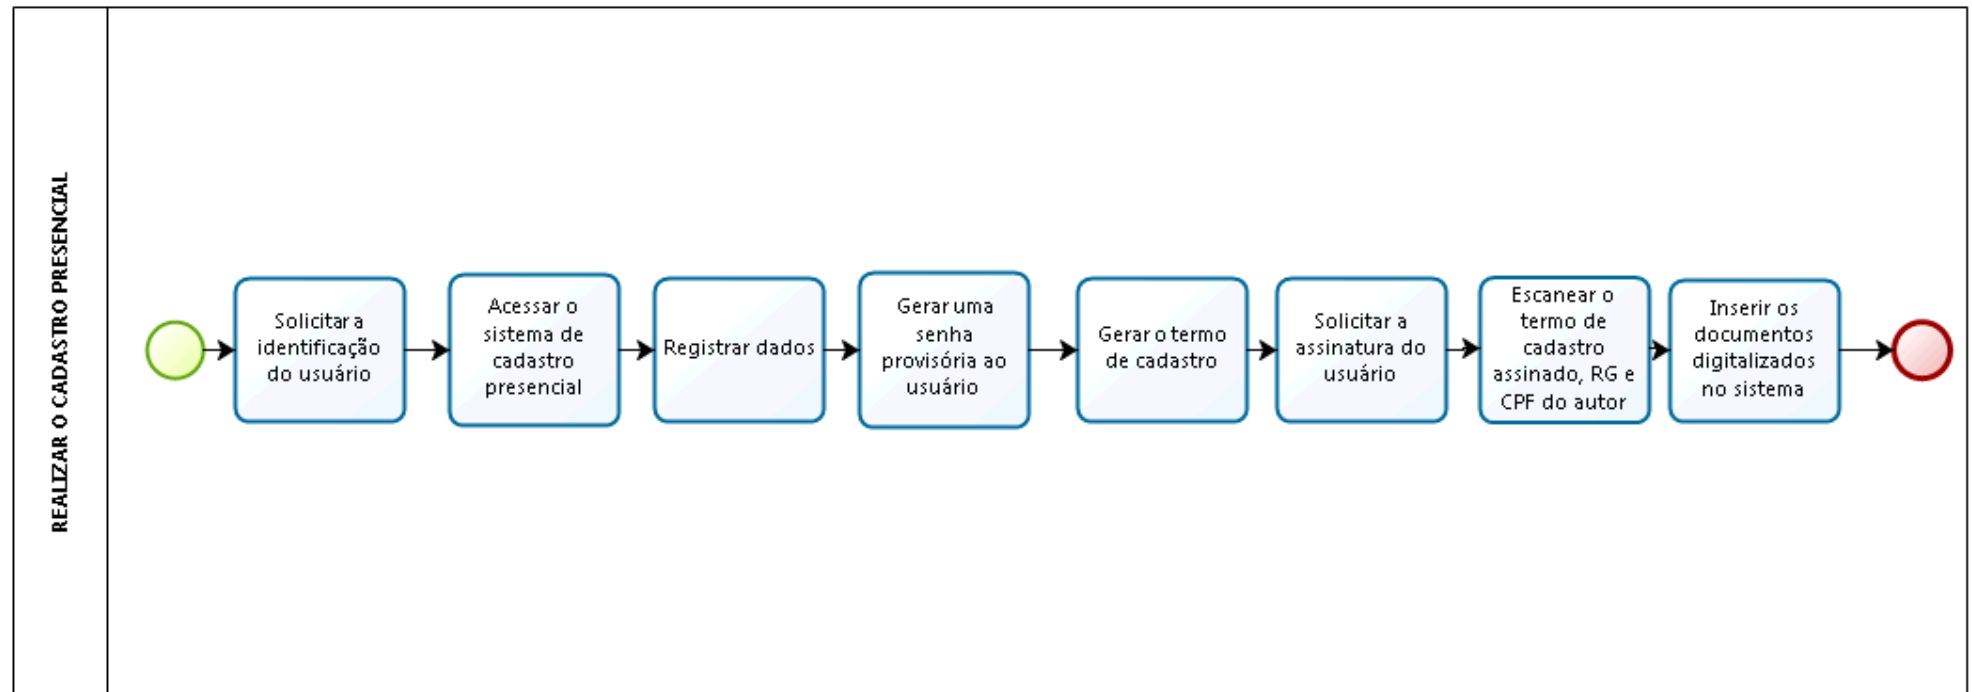 REALIZAR O CADASTRO PRESENCIAL
Solicitar a
identificação
do usuário
Acessar o
sistema de
cadastro
presencial
Registrar dados
Gerar uma
senha
provisória ao
usuário
Gerar o termo
de cadastro
Solicitar a
assinatura do
usuário
Escanear o
termo de
cadastro
assinado, RG e
CPF do autor
Inserir os
documentos
digitalizados
no sistema